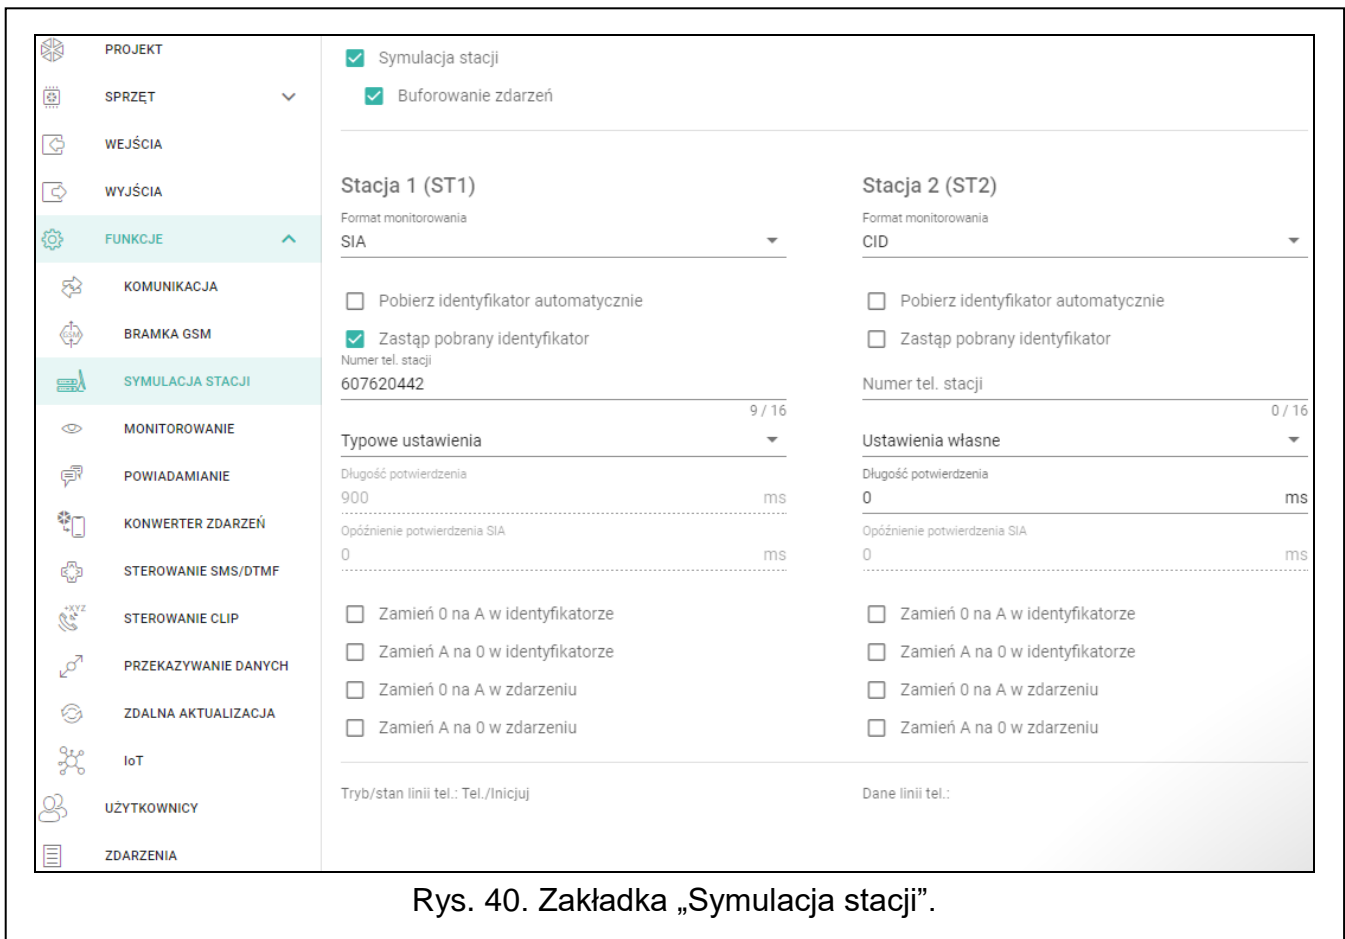 PROJEKT
SPRZĘT
WEJŚCIA
WYJŚCIA
FUNKCJE
KOMUNIKACJA
GSM
BRAMKA GSM
SYMULACJA STACJI
MONITOROWANIE
POWIADAMIANIE
KONWERTER ZDARZEŃ
STEROWANIE SMS/DTMF
+XYZ
STEROWANIE CLIP
PRZEKAZYWANIE DANYCH
ZDALNA AKTUALIZACJA
IoT
UŻYTKOWNICY
ZDARZENIA
Symulacja stacji
Buforowanie zdarzeń
Stacja 1 (ST1)
Format monitorowania
SIA
Pobierz identyfikator automatycznie
Zastąp pobrany identyfikator
Numer tel. stacji
607620442
9 / 16
Typowe ustawienia
Długość potwierdzenia
900 ms
Opóźnienie potwierdzenia SIA
0 ms
Zamień 0 na A w identyfikatorze
Zamień A na 0 w identyfikatorze
Zamień 0 na A w zdarzeniu
Zamień A na 0 w zdarzeniu
Tryb/stan linii tel.: Tel./Inicjuj
Stacja 2 (ST2)
Format monitorowania
CID
Pobierz identyfikator automatycznie
Zastąp pobrany identyfikator
Numer tel. stacji
0 / 16
Ustawienia własne
Długość potwierdzenia
0 ms
Opóźnienie potwierdzenia SIA
0 ms
Zamień 0 na A w identyfikatorze
Zamień A na 0 w identyfikatorze
Zamień 0 na A w zdarzeniu
Zamień A na 0 w zdarzeniu
Dane linii tel.:
Rys. 40. Zakładka „Symulacja stacji”.